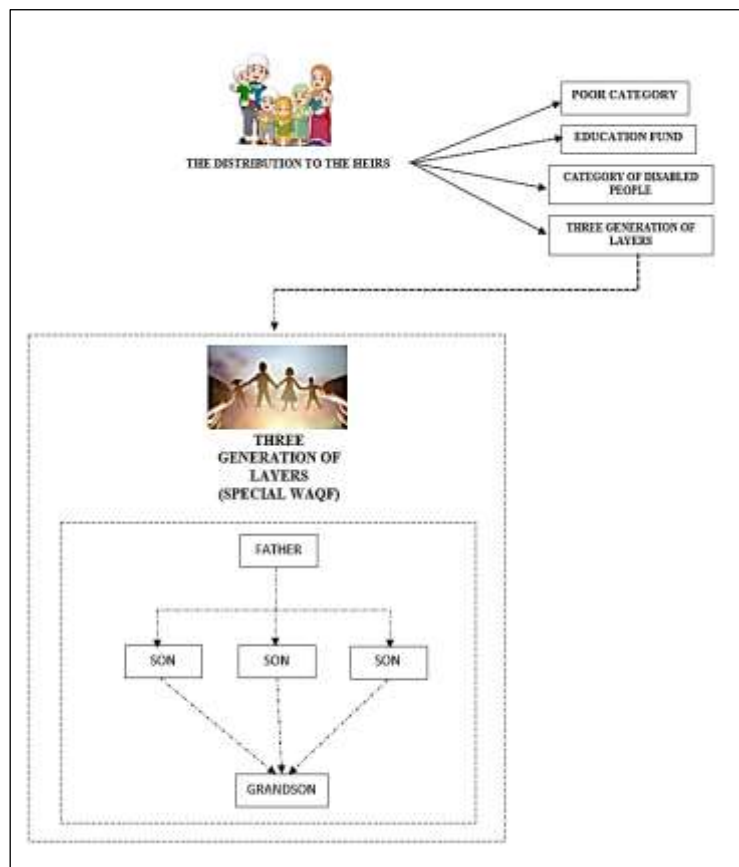 POOR CATEGORY
EDUCATION FUND
THE DISTRIBUTION TO THE HEIRS
CATEGORY OF DISABLED
PEOPLE
THREE GENERATION OF
LAYERS
THREE
GENERATION OF
LAYERS
(SPECIAL WAQF)
FATHER
SON
SON
SON
GRANDSON